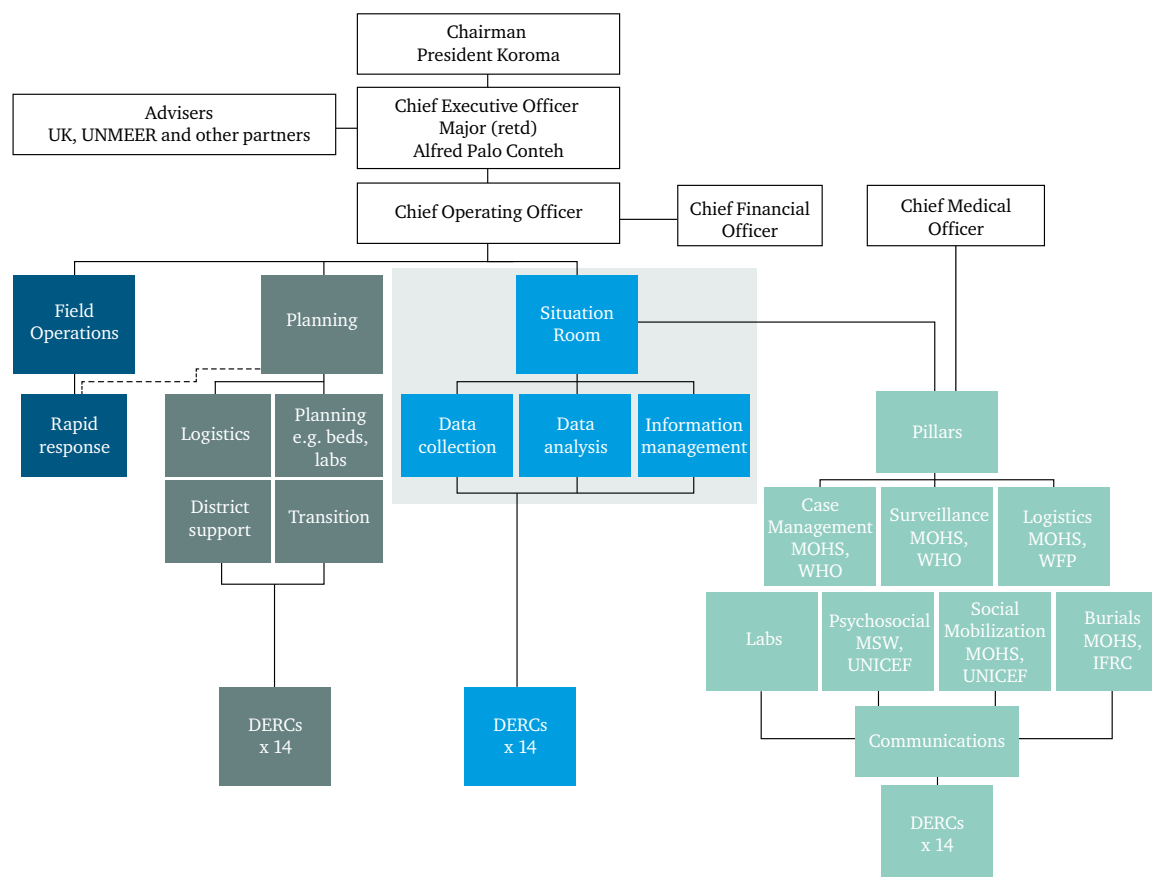 Chairman
President Koroma
Advisers
UK, UNMEER and other partners
Chief Executive Officer
Major (retd)
Alfred Palo Conteh
Chief Operating Officer
Chief Financial
Officer
Chief Medical
Officer
Field
Operations
Planning
Situation
Room
Rapid
response
Logistics
Planning
e.g. beds,
labs
Data
collection
Data
analysis
Information
management
Pillars
District
support
Transition
Case
Management
MOHS,
WHO
Surveillance
MOHS,
WHO
Logistics
MOHS,
WFP
Labs
Psychosocial
MSW,
UNICEF
Social
Mobilization
MOHS,
UNICEF
Burials
MOHS,
IFRC
DERCs
x 14
DERCs
x 14
Communications
DERCs
x 14